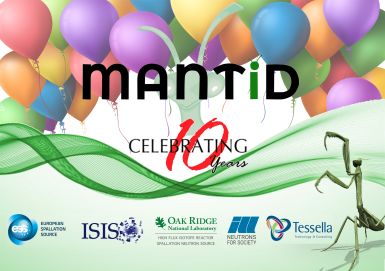 MANTiD
CELEBRATING
10
Years
ess
EUROPEAN
SPALLATION
SOURCE
ISIS
OAK RIDGE
National Laboratory
HIGH FLUX ISOTOPE REACTOR
SPALLATION NEUTRON SOURCE
NEUTRONS
FOR SOCIETY
Tessella
Technology & Consulting